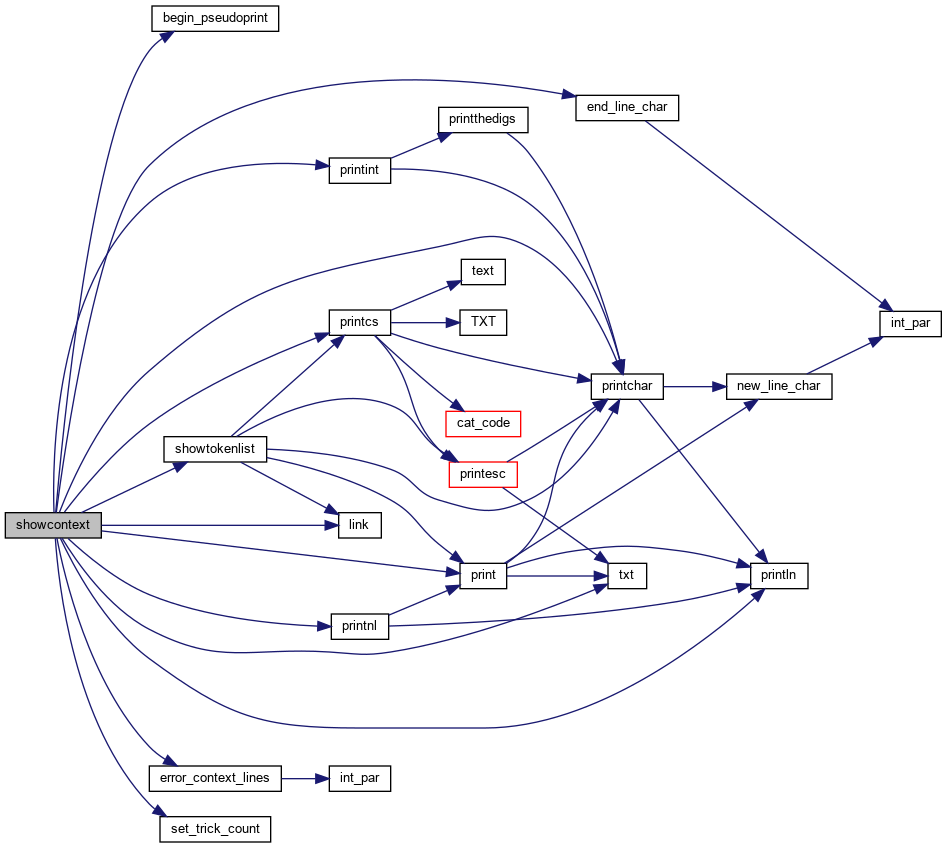 begin_pseudoprint
end_line_char
printthedigs
printint
text
int_par
printcs
TXT
printchar
new_line_char
cat_code
showtokenlist
printesc
showcontext
link
print
txt
println
printnl
error_context_lines
int_par
set_trick_count